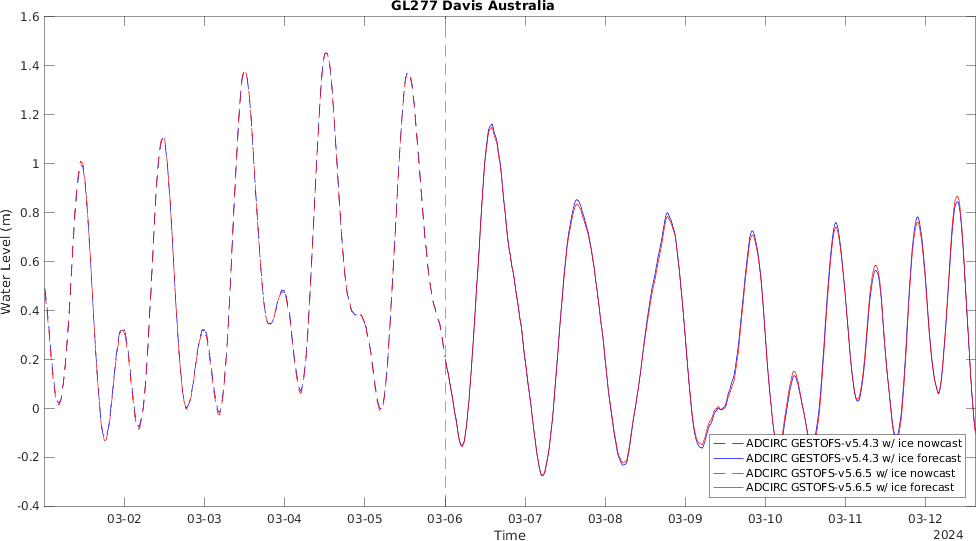 GL277 Davis Australia
1.6
1.4
1.2
1
0.8
0.6
0.4
0.2
0
-0.2
-0.4
Water Level (m)
ADCIRC GESTOFS-v5.4.3 w/ ice nowcast
ADCIRC GESTOFS-v5.4.3 w/ ice forecast
ADCIRC GSTOFS-v5.6.5 w/ ice nowcast
ADCIRC GSTOFS-v5.6.5 w/ ice forecast
03-02 03-03 03-04 03-05 03-06 03-07 03-08 03-09 03-10 03-11 03-12
Time
2024